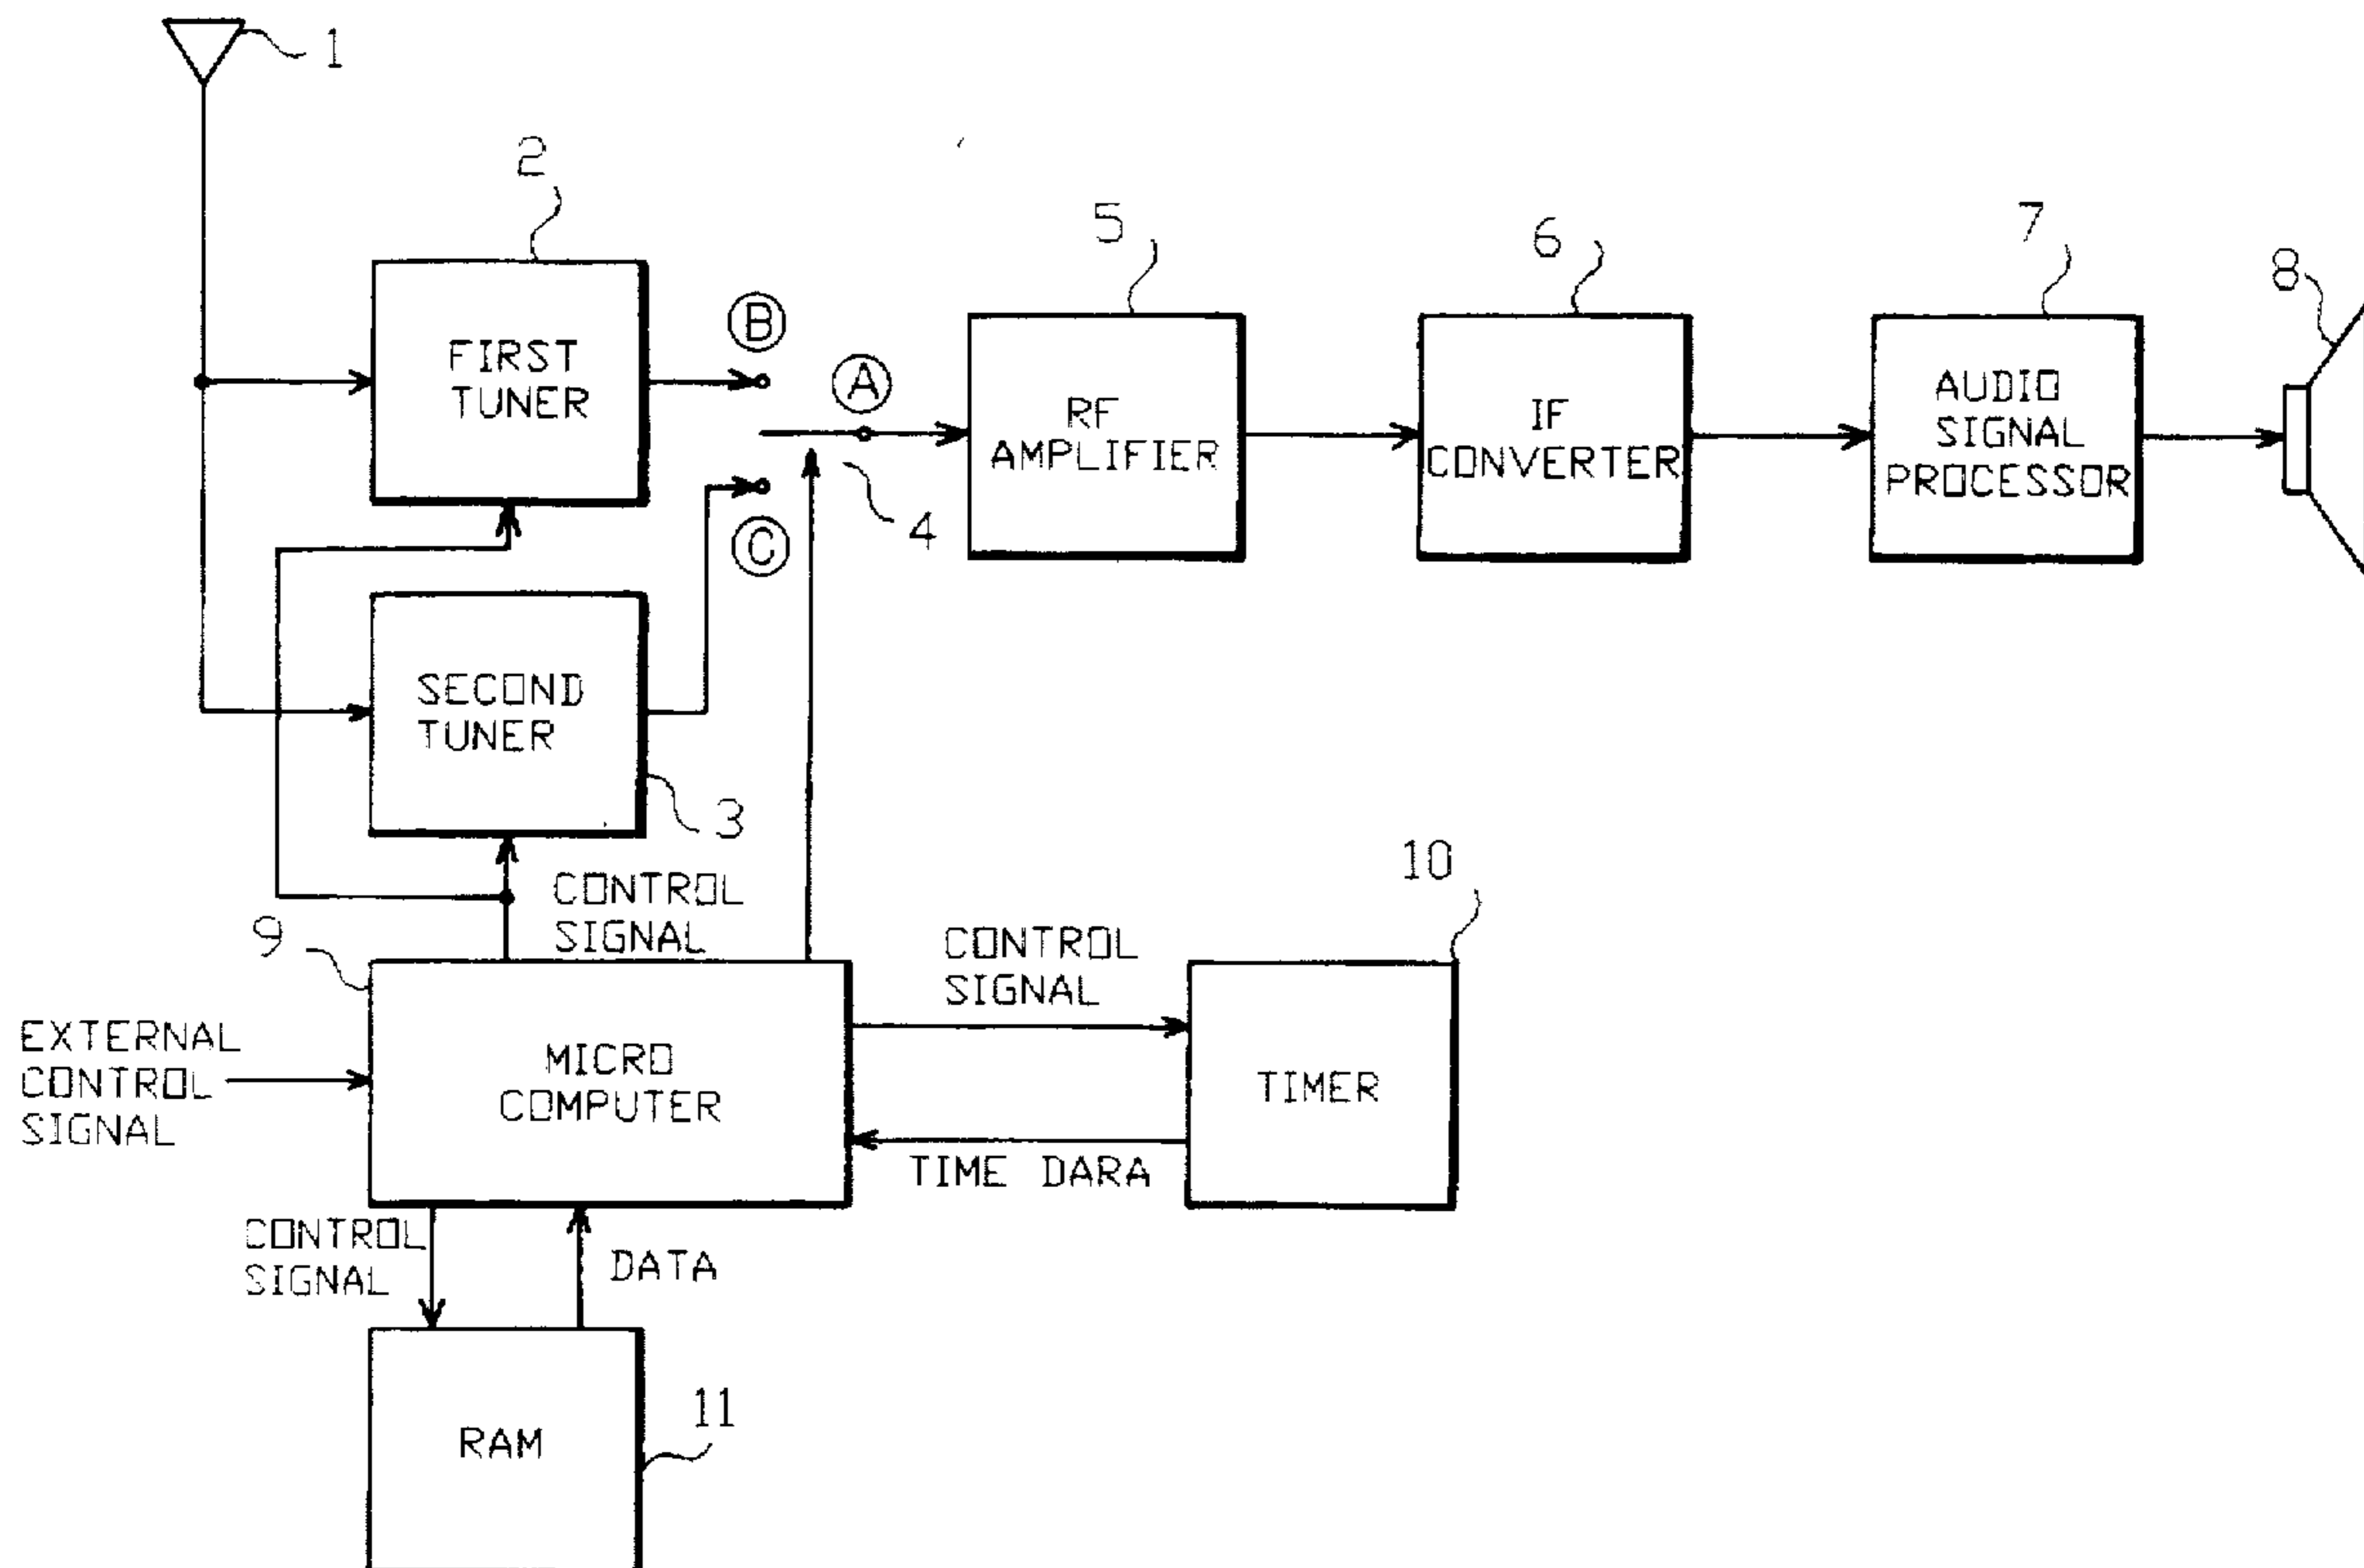 1
2
5
6
7
8
B
FIRST
TUNER
A
RF
AMPLIFIER
IF
CONVERTER
AUDIO
SIGNAL
PROCESSOR
4
C
SECOND
TUNER
3
CONTROL
SIGNAL
9
10
CONTROL
SIGNAL
EXTERNAL
CONTROL
SIGNAL
MICRO
COMPUTER
TIMER
TIME DARA
CONTROL
SIGNAL
DATA
11
RAM